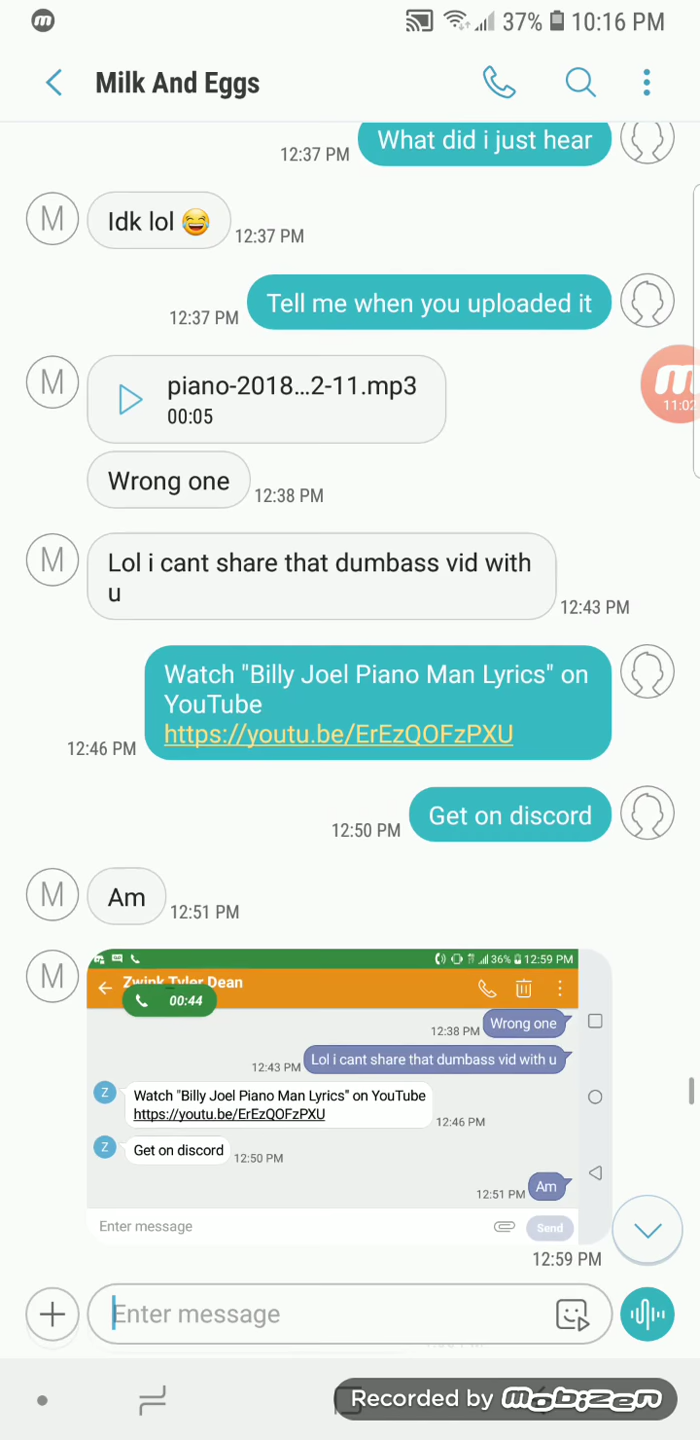 37% 10:16 PM
Milk And Eggs
What did i just hear
12:37 PM
M
Idk lol 😂
12:37 PM
Tell me when you uploaded it
12:37 PM
M
piano-2018...2-11.mp3
00:05
m
11:02
Wrong one
12:38 PM
M
Lol i cant share that dumbass vid with
u
12:43 PM
Watch "Billy Joel Piano Man Lyrics" on
YouTube
https://youtu.be/ErEzQOFzPXU
12:46 PM
Get on discord
12:50 PM
M
Am
12:51 PM
M
36% 12:59 PM
Zwink Tyler Dean
00:44
Wrong one
12:38 PM
Lol i cant share that dumbass vid with u
12:43 PM
Z
Watch "Billy Joel Piano Man Lyrics" on YouTube
https://youtu.be/ErEzQOFzPXU
12:46 PM
Z
Get on discord
12:50 PM
Am
12:51 PM
Enter message
Send
12:59 PM
Enter message
Recorded by mobizen